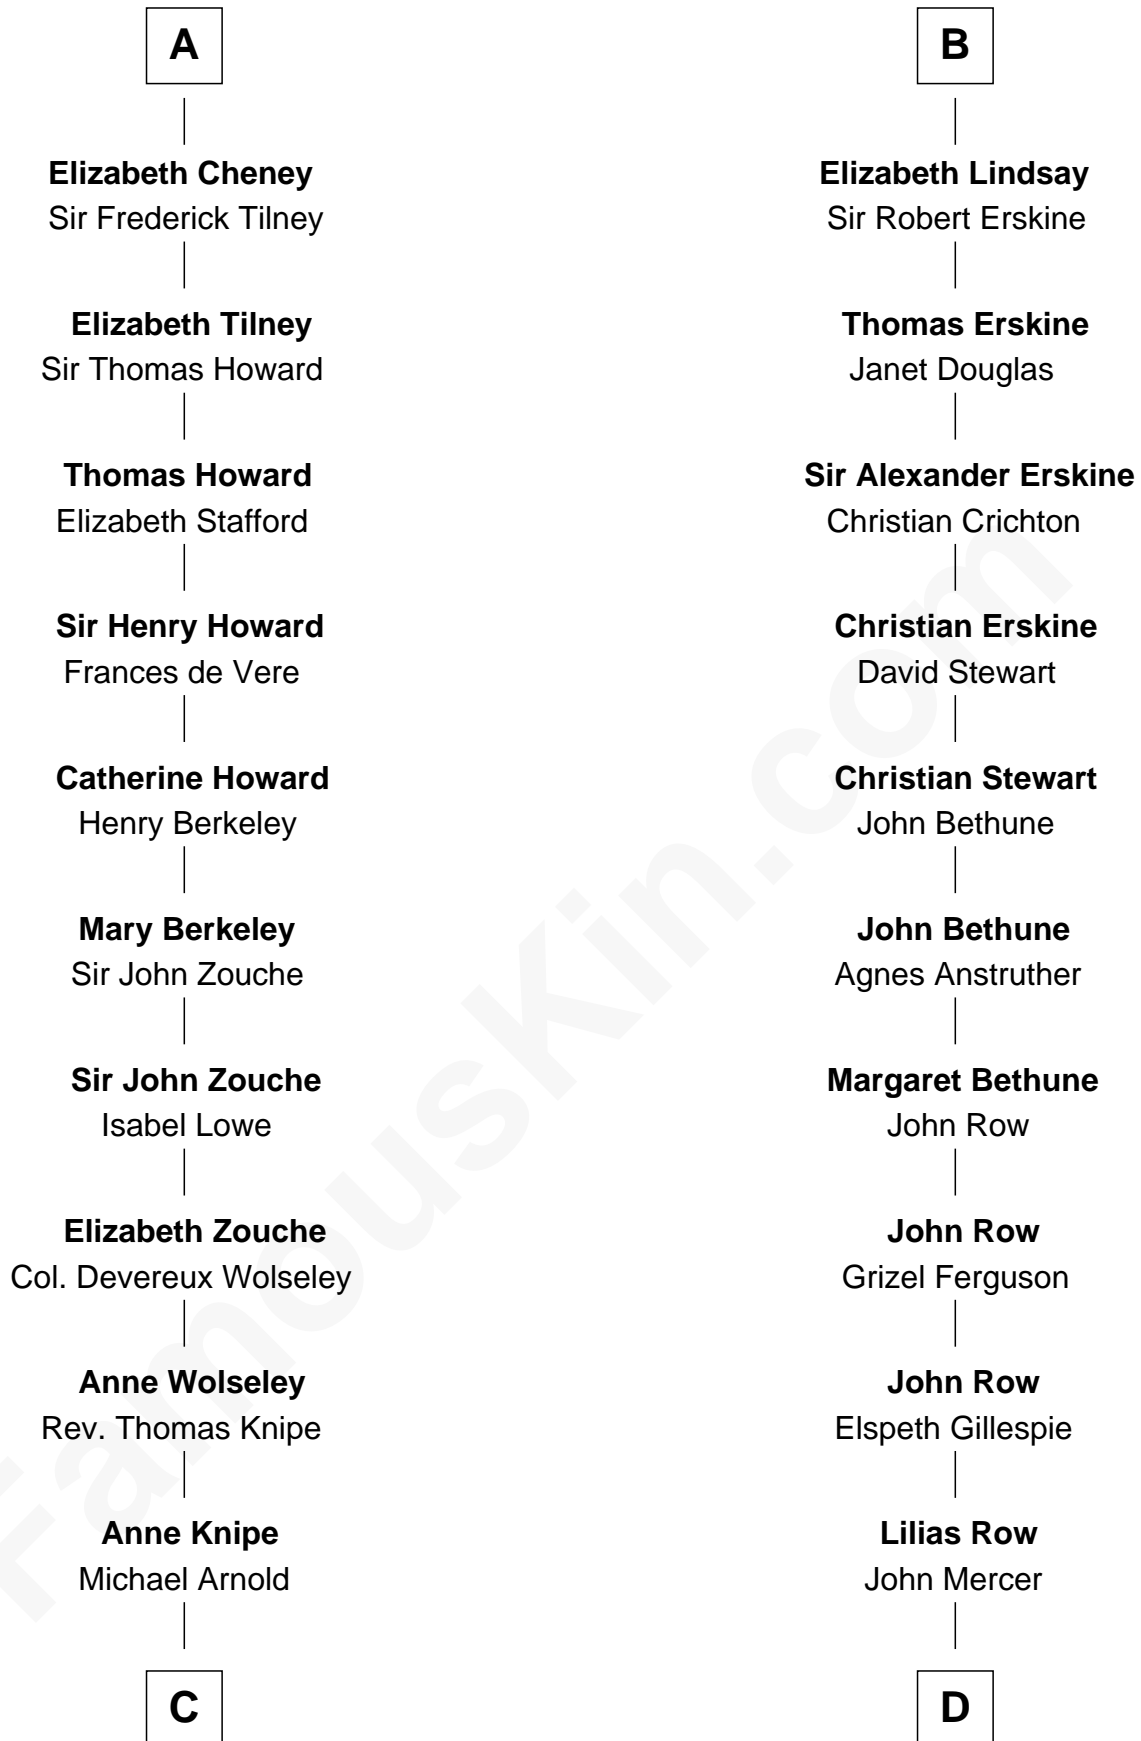 A
Elizabeth Cheney
Sir Frederick Tilney
Elizabeth Tilney
Sir Thomas Howard
Thomas Howard
Elizabeth Stafford
Sir Henry Howard
Frances de Vere
Catherine Howard
Henry Berkeley
Mary Berkeley
Sir John Zouche
Sir John Zouche
Isabel Lowe
Elizabeth Zouche
Col. Devereux Wolseley
Anne Wolseley
Rev. Thomas Knipe
Anne Knipe
Michael Arnold
C
B
Elizabeth Lindsay
Sir Robert Erskine
Thomas Erskine
Janet Douglas
Sir Alexander Erskine
Christian Crichton
Christian Erskine
David Stewart
Christian Stewart
John Bethune
John Bethune
Agnes Anstruther
Margaret Bethune
John Row
John Row
Grizel Ferguson
John Row
Elspeth Gillespie
Lilias Row
John Mercer
D
FamousKin.com